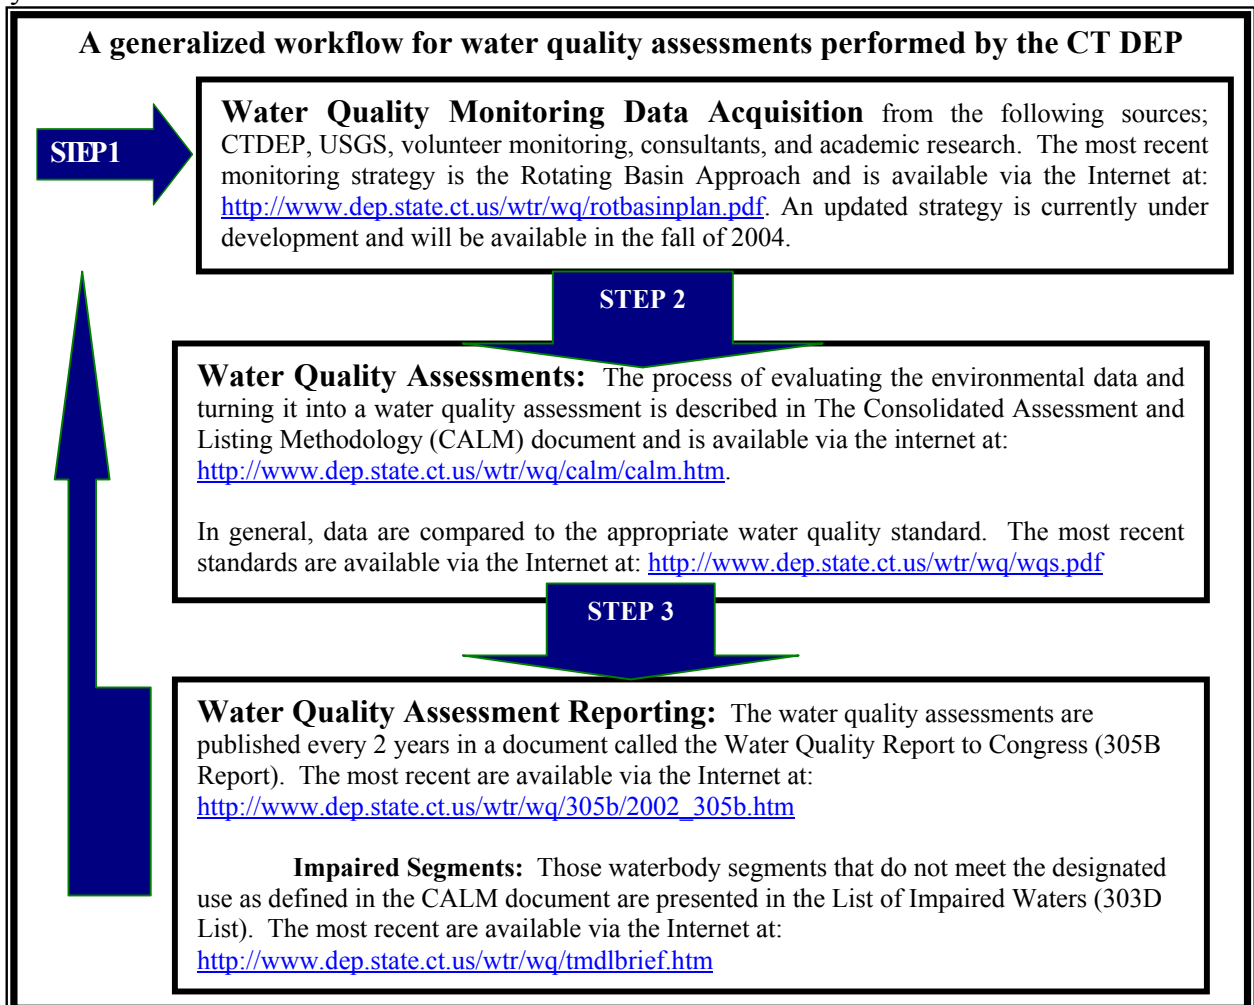 A generalized workflow for water quality assessments performed by the CT DEP
STEP1
Water Quality Monitoring Data Acquisition from the following sources;
CTDEP, USGS, volunteer monitoring, consultants, and academic research. The most recent
monitoring strategy is the Rotating Basin Approach and is available via the Internet at:
http://www.dep.state.ct.us/wtr/wq/rotbasinplan.pdf. An updated strategy is currently under
development and will be available in the fall of 2004.
STEP 2
Water Quality Assessments: The process of evaluating the environmental data and
turning it into a water quality assessment is described in The Consolidated Assessment and
Listing Methodology (CALM) document and is available via the internet at:
http://www.dep.state.ct.us/wtr/wq/calm/calm.htm.
In general, data are compared to the appropriate water quality standard. The most recent
standards are available via the Internet at: http://www.dep.state.ct.us/wtr/wq/wqs.pdf
STEP 3
Water Quality Assessment Reporting: The water quality assessments are
published every 2 years in a document called the Water Quality Report to Congress (305B
Report). The most recent are available via the Internet at:
http://www.dep.state.ct.us/wtr/wq/305b/2002_305b.htm
Impaired Segments: Those waterbody segments that do not meet the designated
use as defined in the CALM document are presented in the List of Impaired Waters (303D
List). The most recent are available via the Internet at:
http://www.dep.state.ct.us/wtr/wq/tmdlbrief.htm